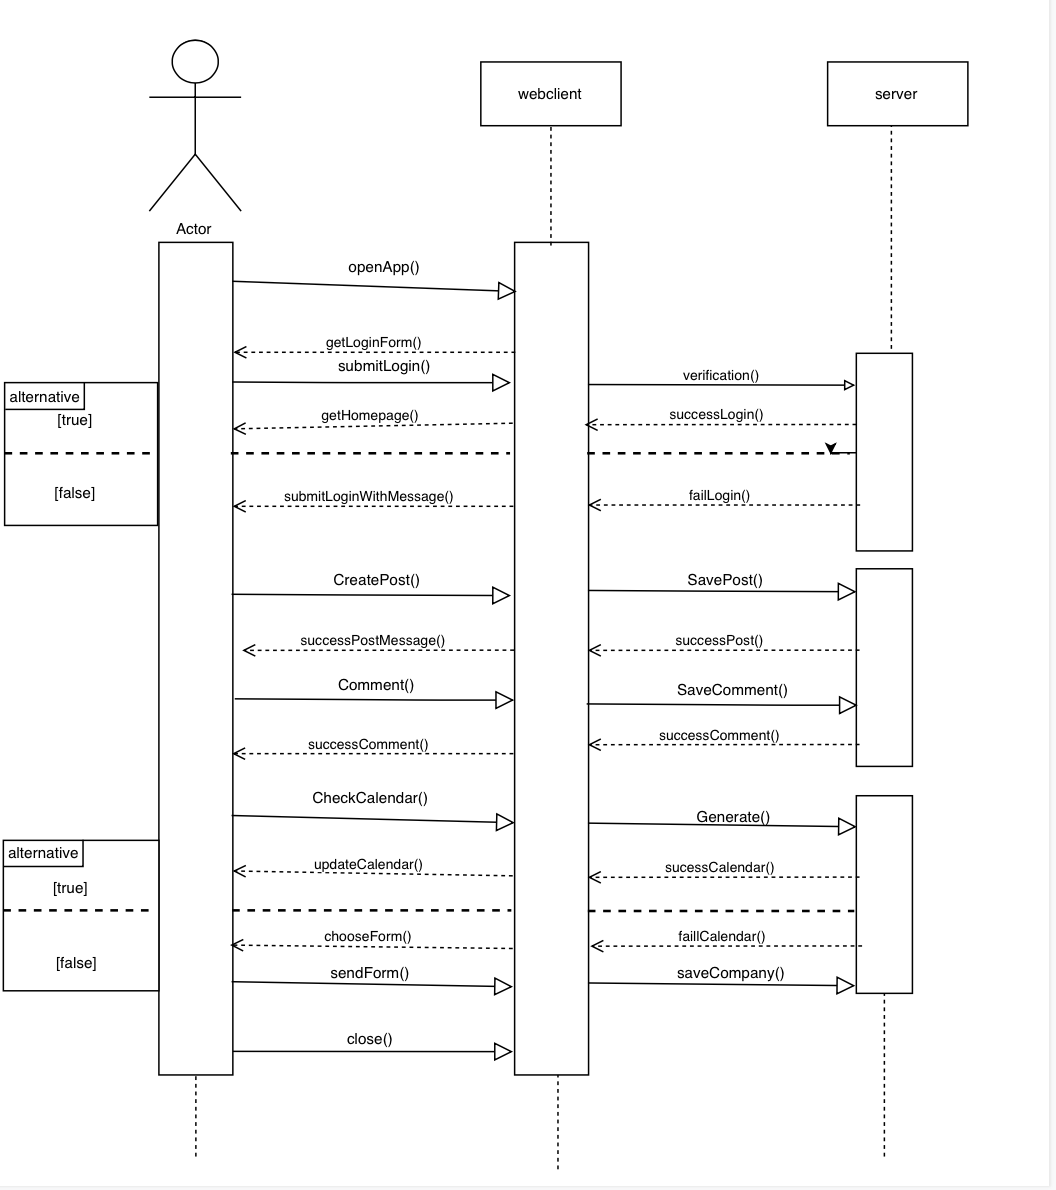 webclient
server
Actor
openApp()
getLoginForm()
submitLogin()
verification()
alternative
[true]
getHomepage()
successLogin()
[false]
submitLoginWithMessage()
failLogin()
CreatePost()
SavePost()
successPostMessage()
successPost()
Comment()
SaveComment()
successComment()
successComment()
CheckCalendar()
Generate()
alternative
updateCalendar()
sucessCalendar()
[true]
chooseForm()
faillCalendar()
[false]
sendForm()
saveCompany()
close()